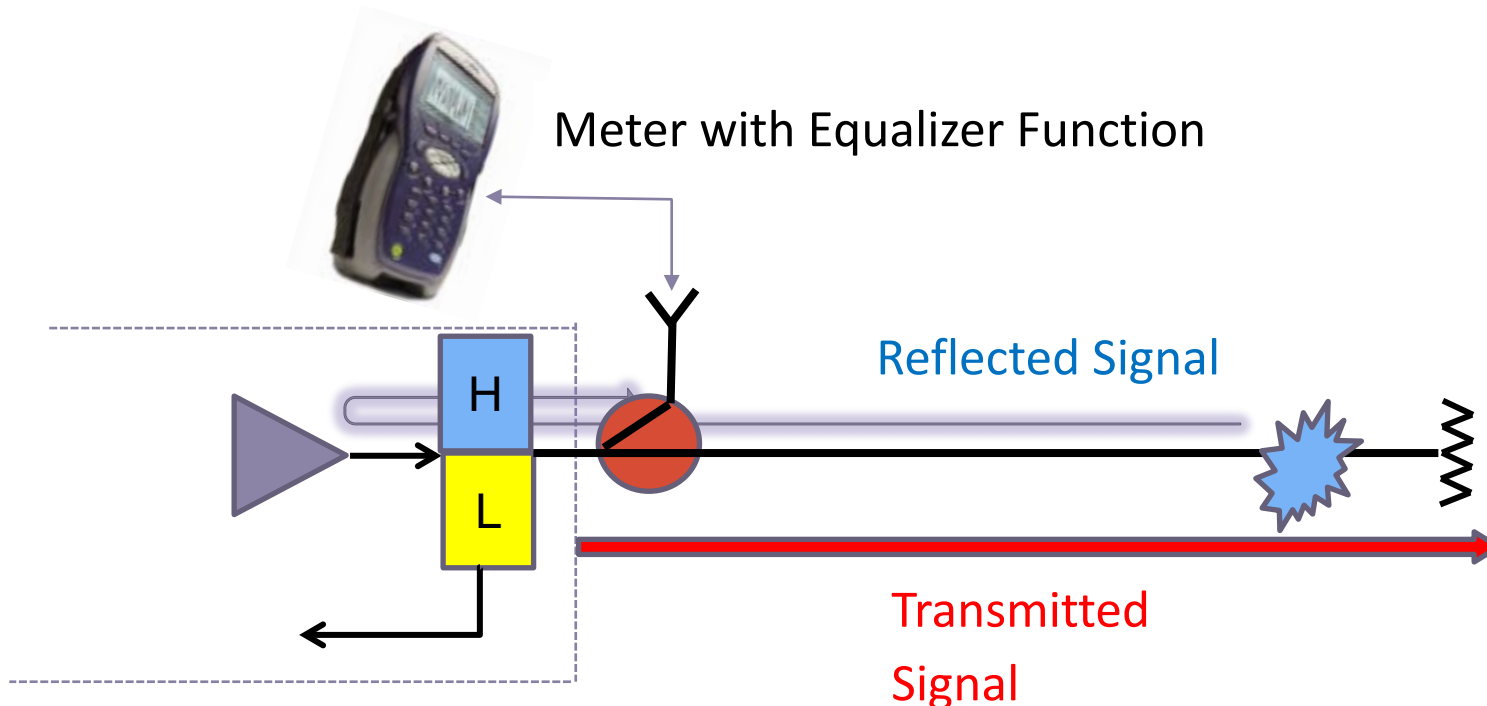 Meter with Equalizer Function
Reflected Signal
H
L
Transmitted
Signal